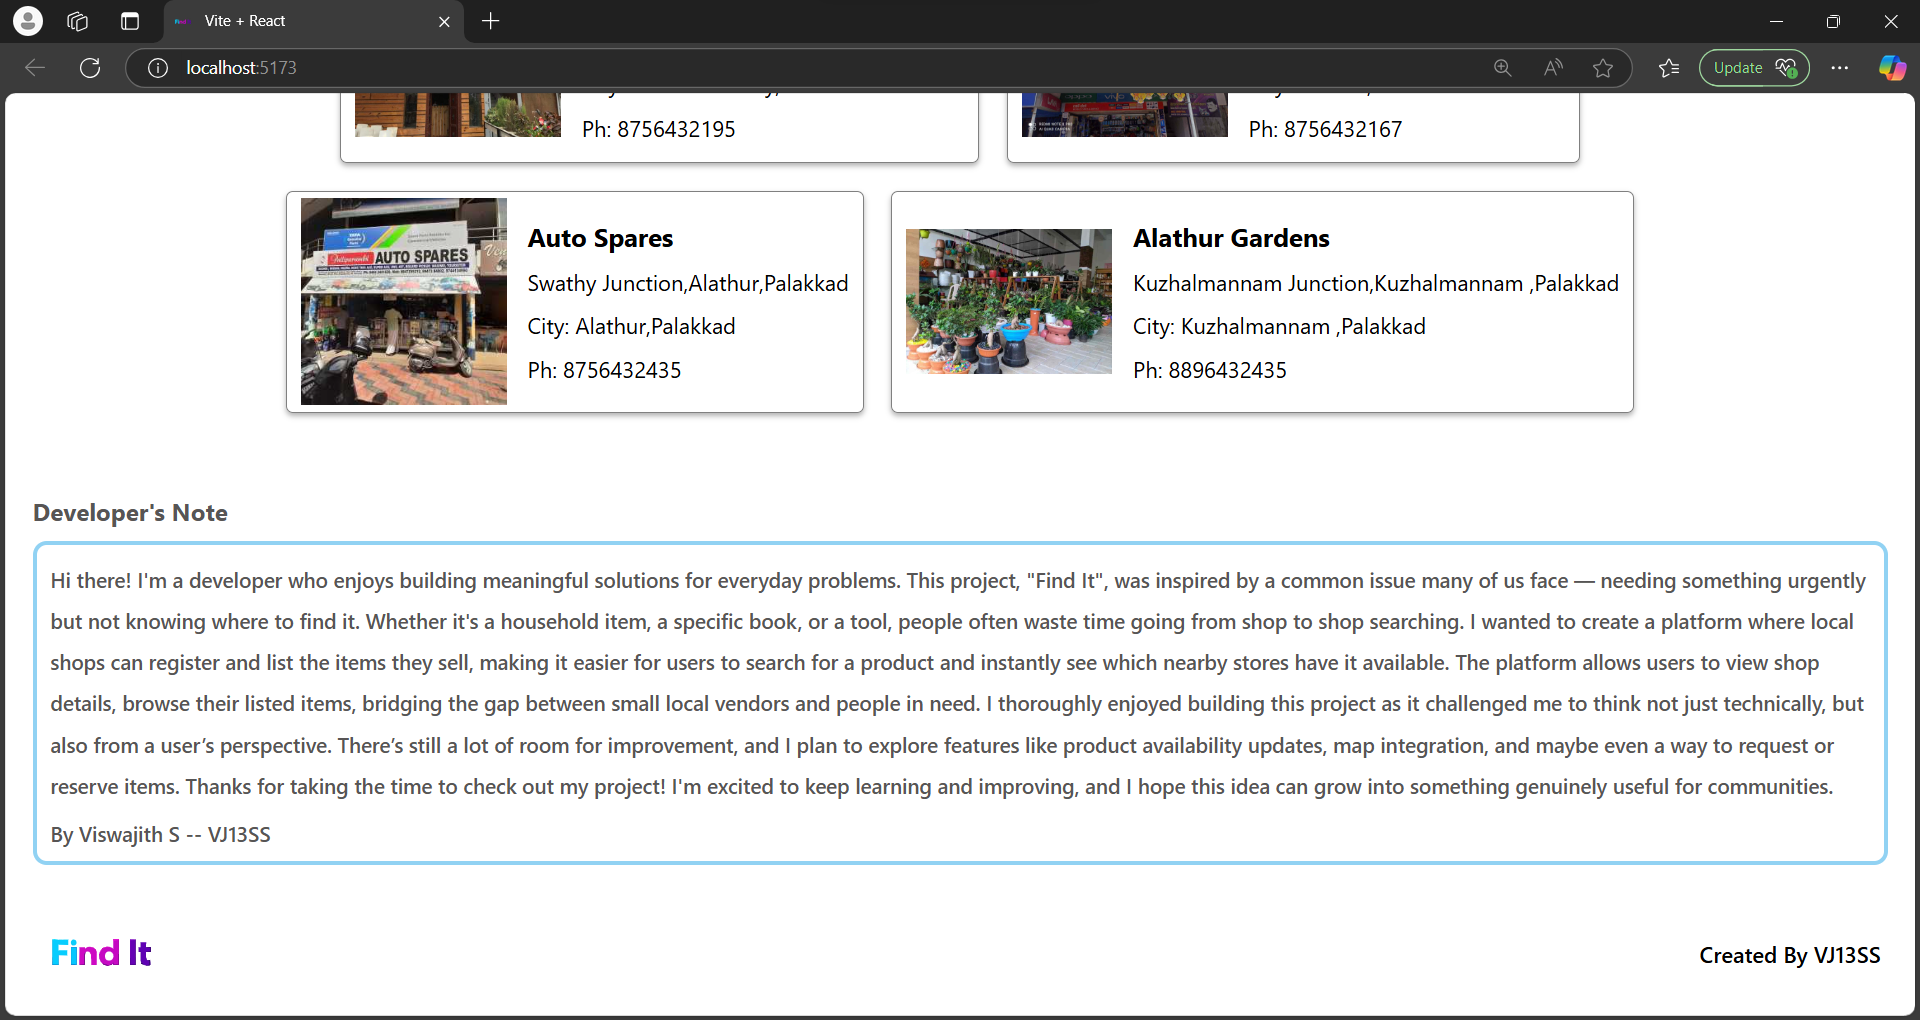 Vite + React
localhost:5173
Update
Ph: 8756432195
Ph: 8756432167
AUTO SPARES
Auto Spares
Swathy Junction,Alathur,Palakkad
City: Alathur,Palakkad
Ph: 8756432435
Alathur Gardens
Kuzhalmannam Junction,Kuzhalmannam ,Palakkad
City: Kuzhalmannam ,Palakkad
Ph: 8896432435
Developer's Note
Hi there! I'm a developer who enjoys building meaningful solutions for everyday problems. This project, "Find It", was inspired by a common issue many of us face — needing something urgently
but not knowing where to find it. Whether it's a household item, a specific book, or a tool, people often waste time going from shop to shop searching. I wanted to create a platform where local
shops can register and list the items they sell, making it easier for users to search for a product and instantly see which nearby stores have it available. The platform allows users to view shop
details, browse their listed items, bridging the gap between small local vendors and people in need. I thoroughly enjoyed building this project as it challenged me to think not just technically, but
also from a user’s perspective. There’s still a lot of room for improvement, and I plan to explore features like product availability updates, map integration, and maybe even a way to request or
reserve items. Thanks for taking the time to check out my project! I'm excited to keep learning and improving, and I hope this idea can grow into something genuinely useful for communities.
By Viswajith S -- VJ13SS
Find It
Created By VJ13SS